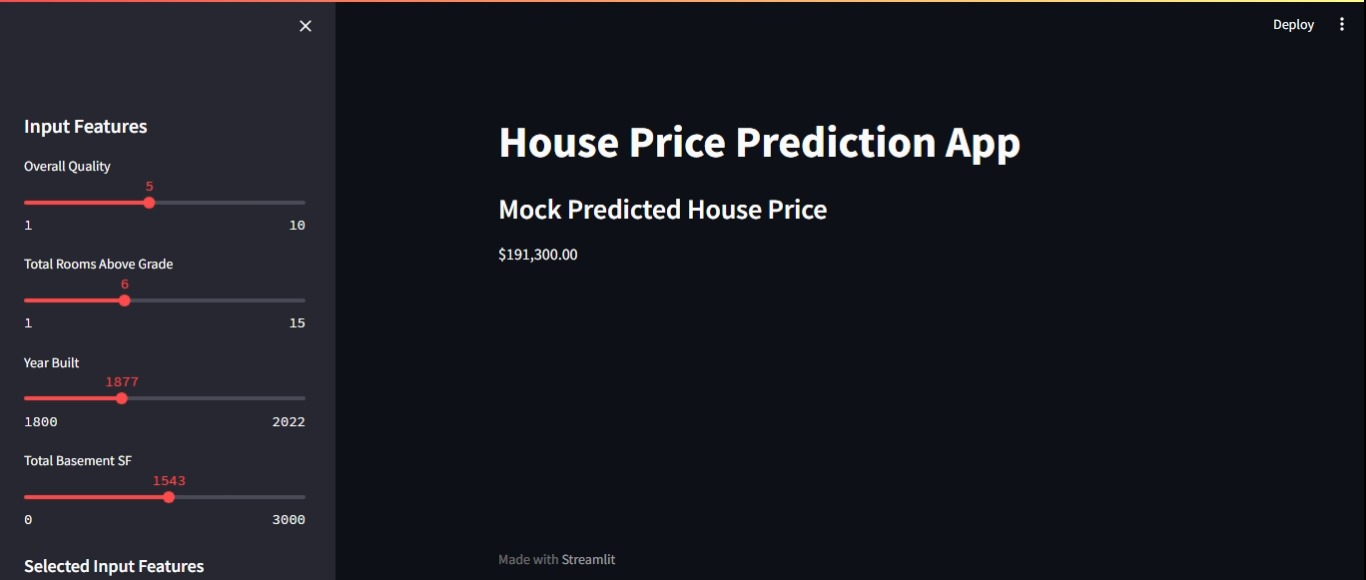 Input Features
Overall Quality
5
1 10
Total Rooms Above Grade
6
1 15
Year Built
1877
1800 2022
Total Basement SF
1543
0 3000
Selected Input Features
Deploy
House Price Prediction App
Mock Predicted House Price
$191,300.00
Made with Streamlit